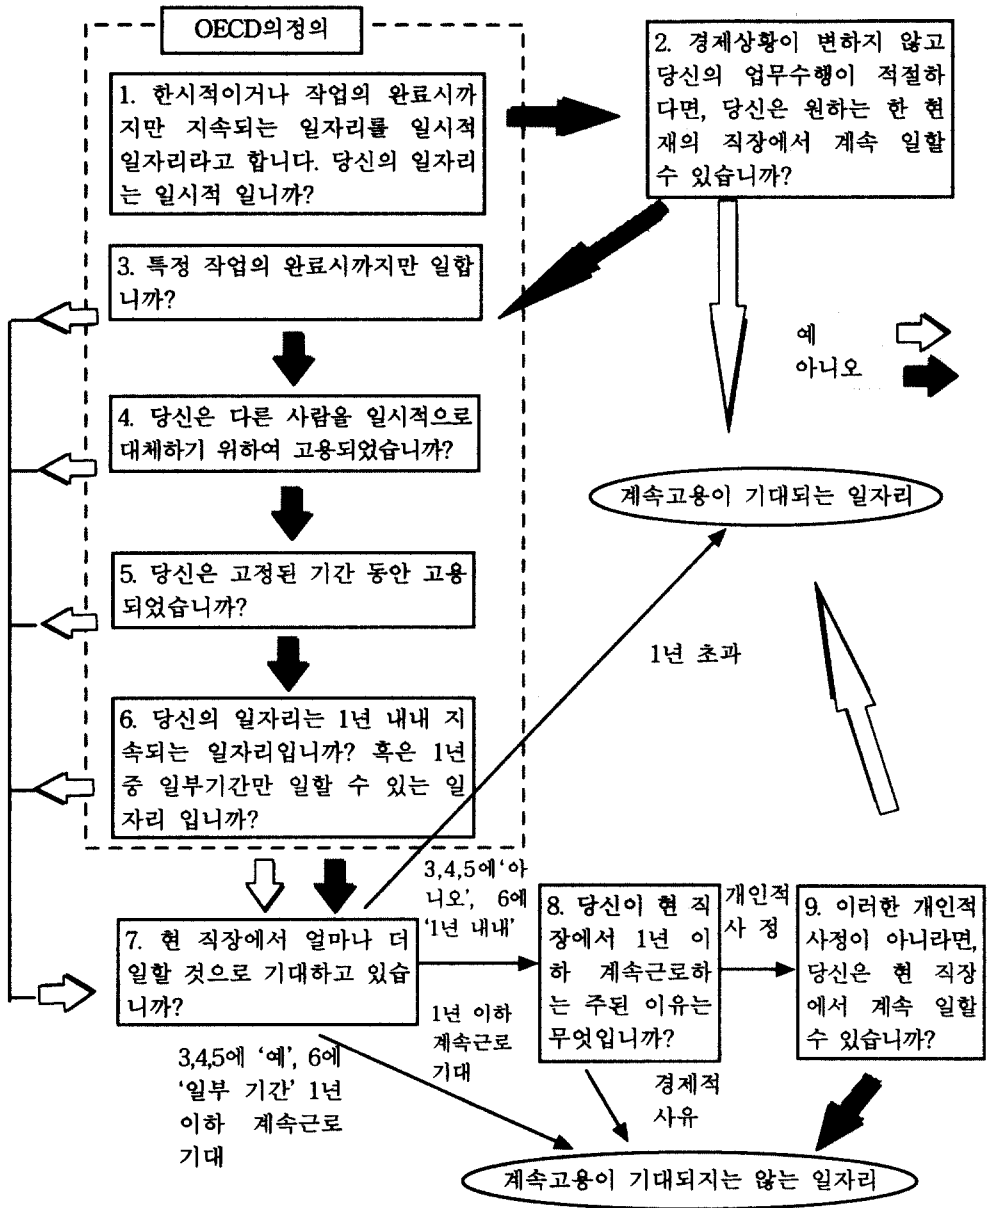 OECD의정의
1. 한시적이거나 작업의 완료시까
지만 지속되는 일자리를 일시적
일자리라고 합니다. 당신의 일자리
는 일시적 일니까?
2. 경제상황이 변하지 않고
당신의 업무수행이 적절하
다면, 당신은 원하는 한 현
재의 직장에서 계속 일할
수 있습니까?
3. 특정 작업의 완료시까지만 일합
니까?
예
아니오
4. 당신은 다른 사람을 일시적으로
대체하기 위하여 고용되었습니까?
계속고용이 기대되는 일자리
5. 당신은 고정된 기간 동안 고용
되었습니까?
1년 초과
6. 당신의 일자리는 1년 내내 지
속되는 일자리입니까? 혹은 1년
중 일부기간만 일할 수 있는 일
자리 입니까?
7. 현 직장에서 얼마나 더
일할 것으로 기대하고 있습
니까?
3,4,5에‘아
니오’, 6에
‘1년 내내’
1년 이하
계속근로
기대
8. 당신이 현 직
장에서 1년 이
하 계속근로하
는 주된 이유는
무엇입니까?
개인적
사 정
9. 이러한 개인적
사정이 아니라면,
당신은 현 직장
에서 계속 일할
수 있습니까?
3,4,5에 ‘예’, 6에
‘일부 기간’ 1년
이하 계속근로
기대
경제적
사유
계속고용이 기대되지는 않는 일자리